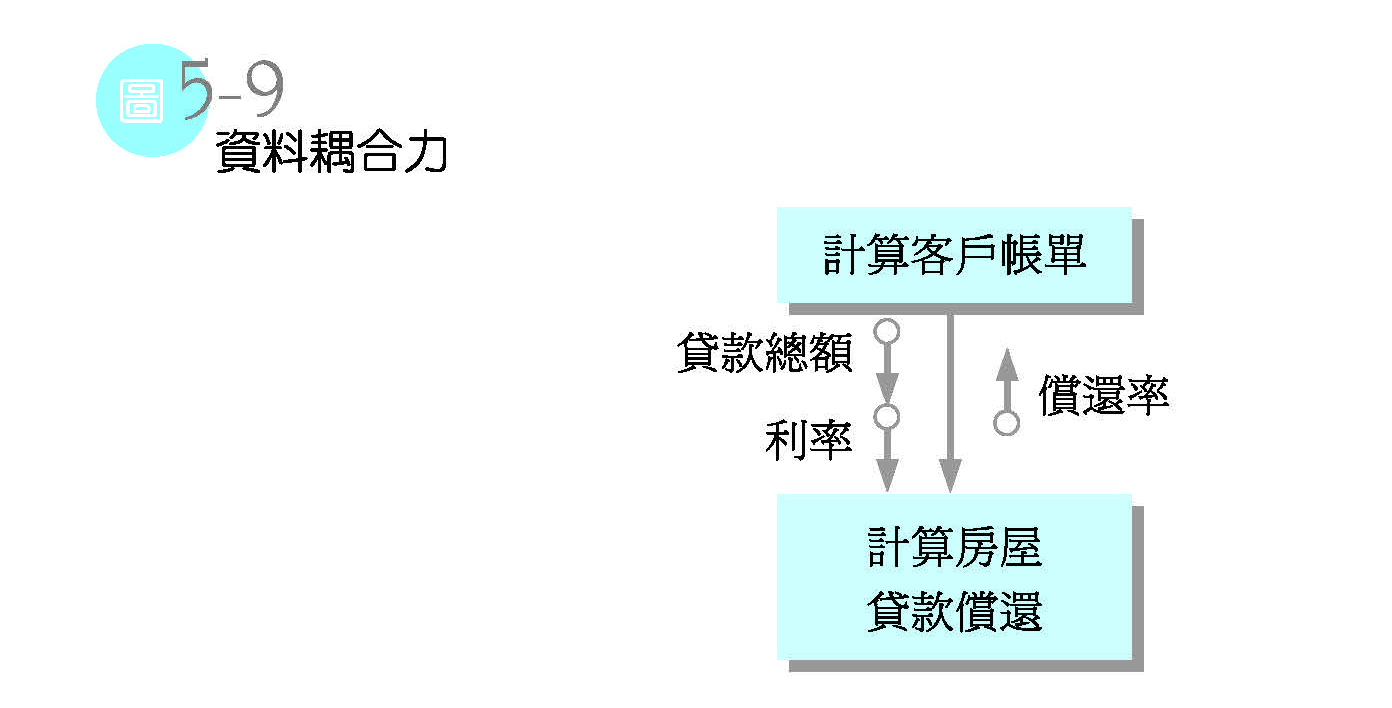 圖 5-9
資料耦合力
計算客戶帳單
貸款總額
償還率
利率
計算房屋
貸款償還